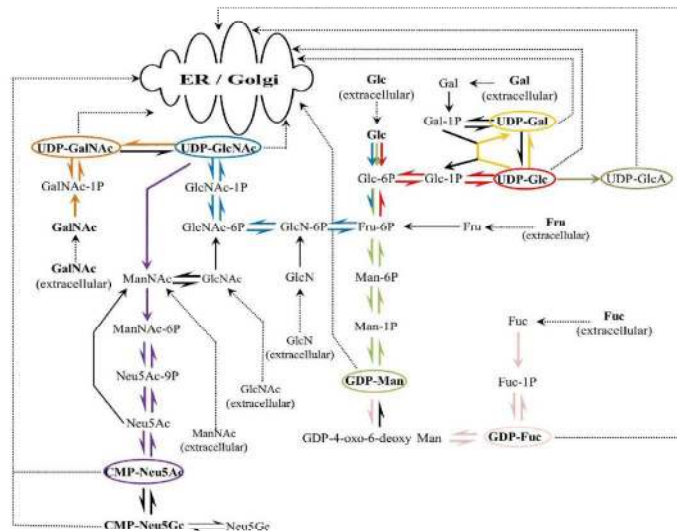 ER / Golgi
Glc
(extracellular)
Gal
Gal
(extracellular)
Gal-1P
UDP-Gal
UDP-GalNAc
UDP-GlcNAc
Glc
GalNAc-1P
GlcNAc-1P
Glc-6P
Glc-1P
UDP-Glc
UDP-GlcA
GalNAc
GlcNAc-6P
GlcN-6P
Fru-6P
Fru
Fru
(extracellular)
GalNAc
(extracellular)
ManNAc
GlcNAc
GlcN
Man-6P
ManNAc-6P
Man-1P
GlcN
(extracellular)
Fuc
Fuc
(extracellular)
Neu5Ac-9P
GlcNAc
(extracellular)
GDP-Man
Fuc-1P
Neu5Ac
ManNAc
(extracellular)
GDP-4-oxo-6-deoxy Man
GDP-Fuc
CMP-Neu5Ac
CMP-Neu5Gc
Neu5Gc